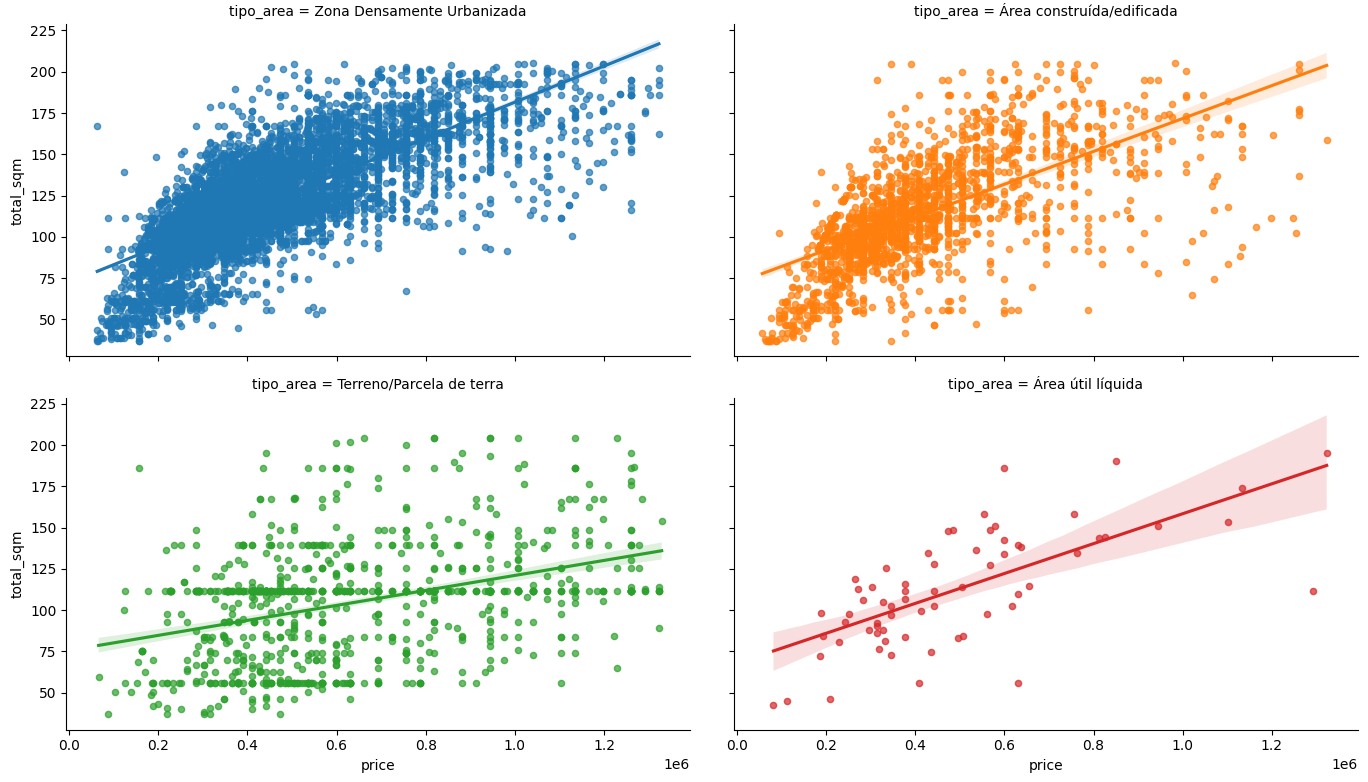 tipo_area = Zona Densamente Urbanizada
tipo_area = Área construída/edificada
225
200
175
150
125
100
75
50
total_sqm
tipo_area = Terreno/Parcela de terra
tipo_area = Área útil líquida
225
200
175
150
125
100
75
50
total_sqm
0.0 0.2 0.4 0.6 0.8 1.0 1.2
1e6
price
0.0 0.2 0.4 0.6 0.8 1.0 1.2
1e6
price